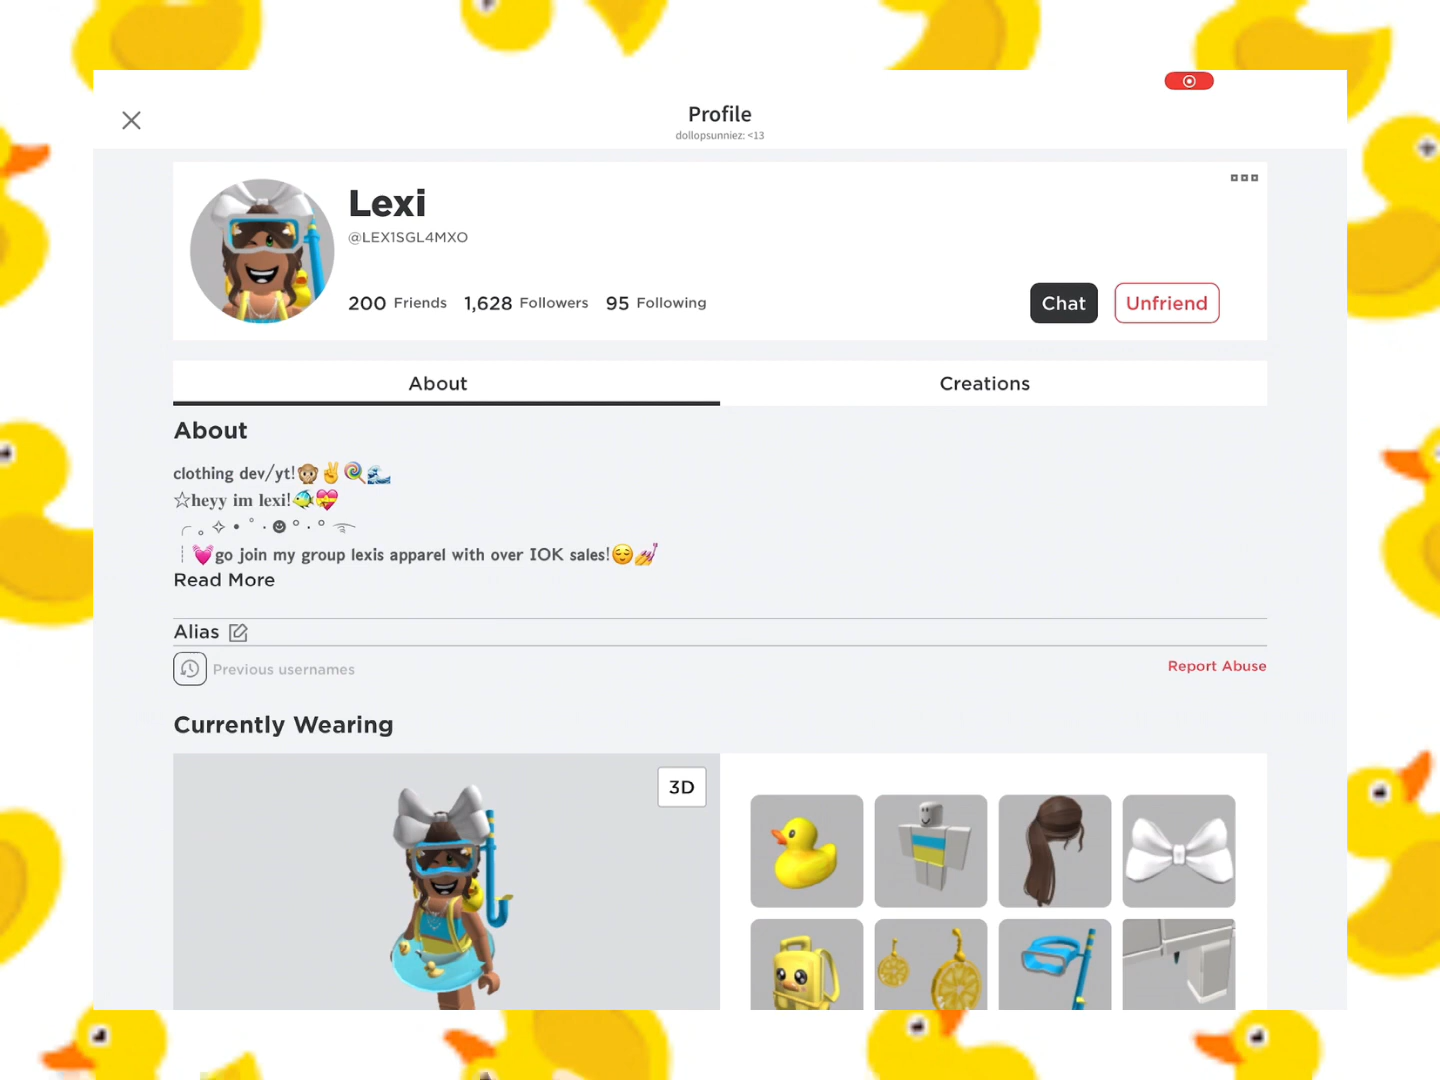 Profile
dollopsunniez: <13
Lexi
@LEX1SGL4MXO
200 Friends 1,628 Followers 95 Following
Chat
Unfriend
About
Creations
About
clothing dev/yt!🙊✌️🍭🌊
☆heyy im lexi!🐠💝
╭ 。✧ • ˚ · ☻ ° · °
┊💓go join my group lexis apparel with over 10K sales!😌💅
Read More
Alias
Previous usernames
Report Abuse
Currently Wearing
3D